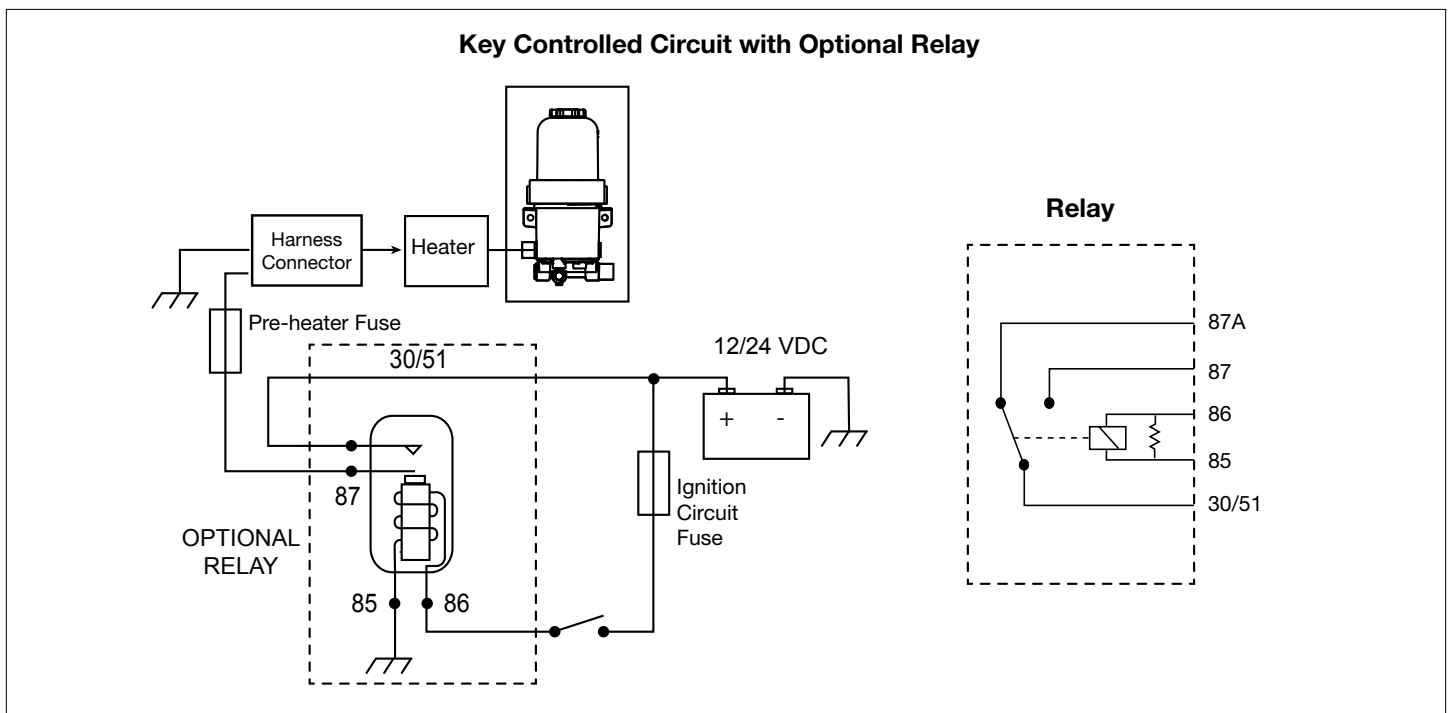 Key Controlled Circuit with Optional Relay
Harness
Connector
Heater
Pre-heater Fuse
30/51
12/24 VDC
+ -
87
Ignition
Circuit
Fuse
OPTIONAL
RELAY
85
86
Relay
87A
87
86
85
30/51